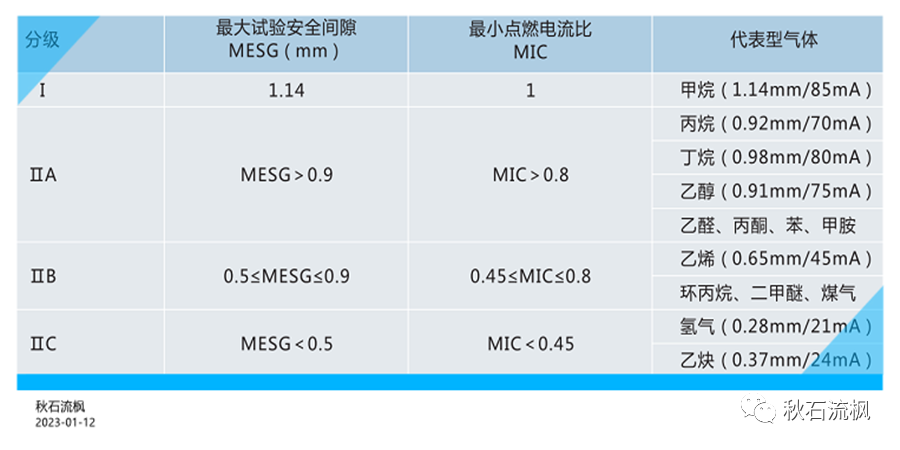 分级
最大试验安全间隙
MESG(mm)
最小点燃电流比
MIC
代表型气体
Ⅰ
1.14
1
甲烷(1.14mm/85mA)
ⅡA
MESG>0.9
MIC>0.8
丙烷(0.92mm/70mA)
丁烷(0.98mm/80mA)
乙醇(0.91mm/75mA)
乙醛、丙酮、苯、甲胺
ⅡB
0.5≤MESG≤0.9
0.45≤MIC≤0.8
乙烯(0.65mm/45mA)
环丙烷、二甲醚、煤气
ⅡC
MESG<0.5
MIC<0.45
氢气(0.28mm/21mA)
乙炔(0.37mm/24mA)
秋石流枫
2023-01-12
秋石流枫